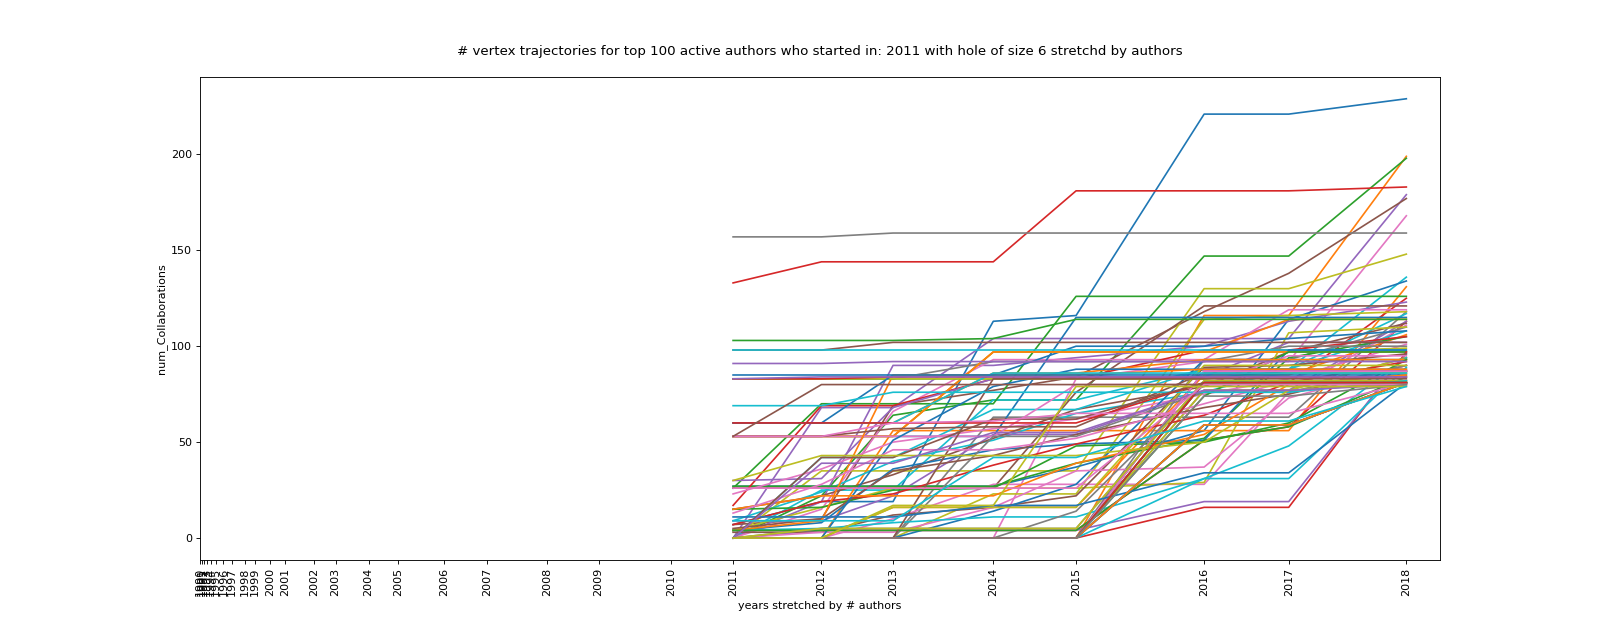 # vertex trajectories for top 100 active authors who started in: 2011 with hole of size 6 stretchd by authors
num_Collaborations
200
150
100
50
0
1996 1997 1998 1999 2000 2001 2002 2003 2004 2005 2006 2007 2008 2009 2010 2011 2012 2013 2014 2015 2016 2017 2018
years stretched by # authors